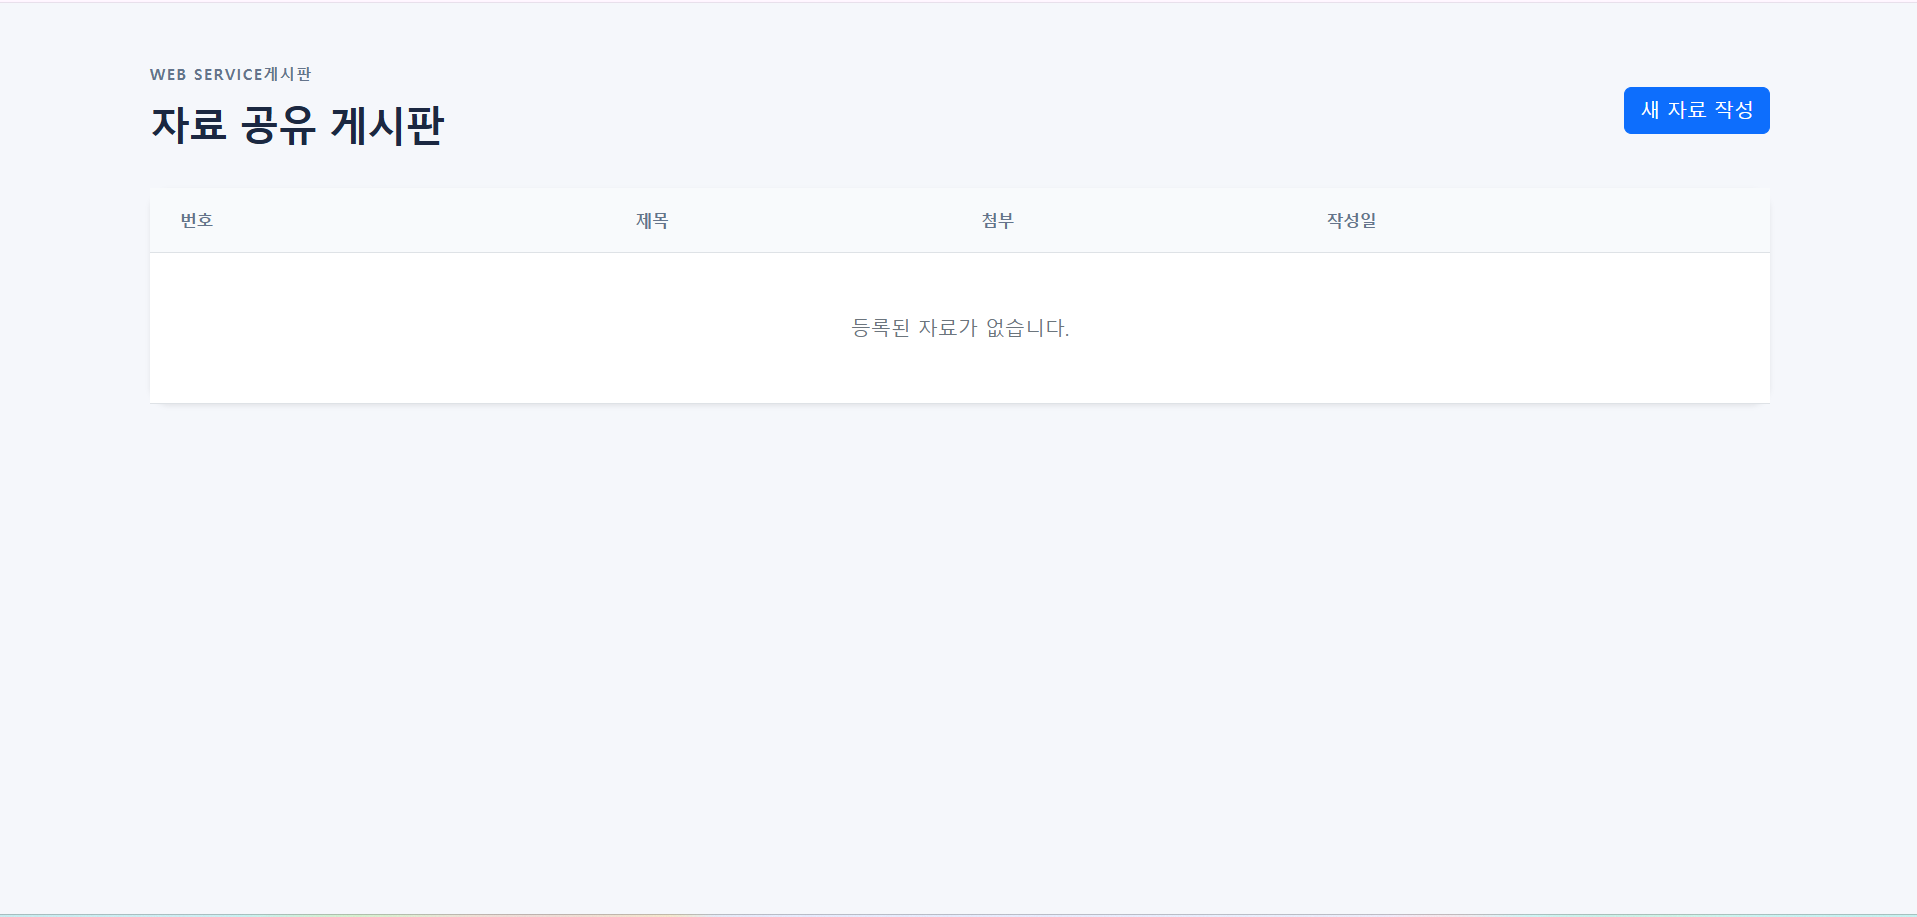 WEB SERVICE게시판
자료 공유 게시판
새 자료 작성
번호 제목 첨부 작성일
등록된 자료가 없습니다.